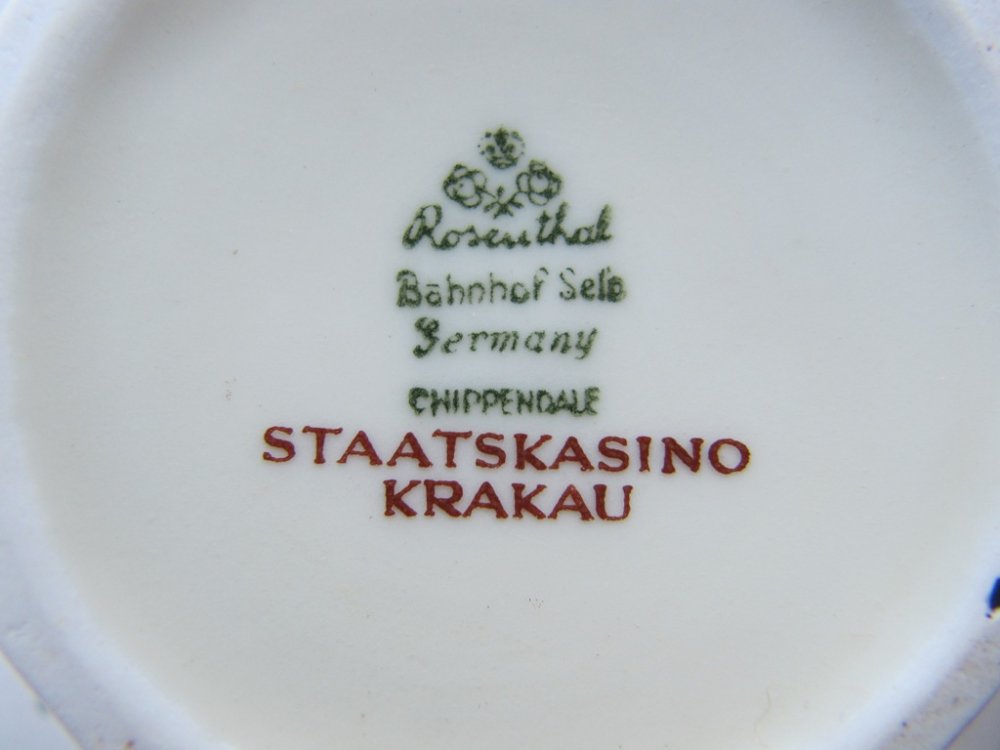 Rosenthal
Bahnhof Selb
Germany
CHIPPENDALE
STAATSKASINO
KRAKAU